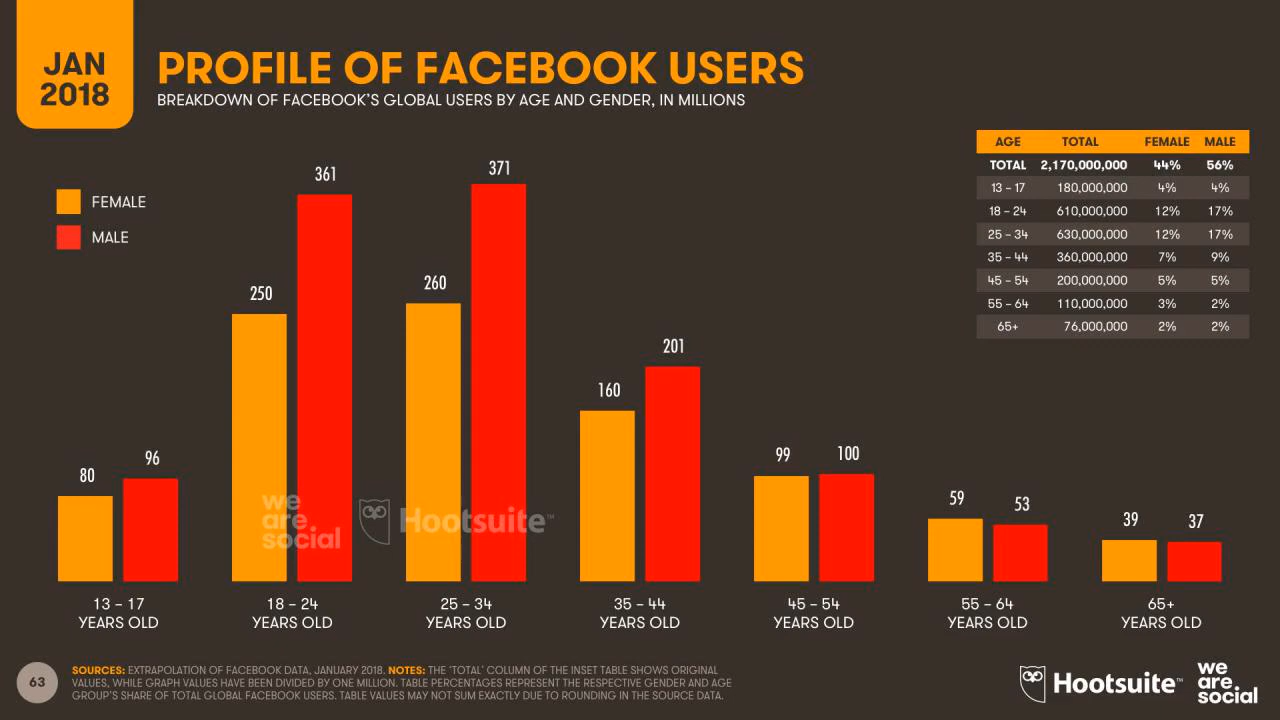 JAN
2018
PROFILE OF FACEBOOK USERS
BREAKDOWN OF FACEBOOK'S GLOBAL USERS BY AGE AND GENDER, IN MILLIONS
FEMALE
MALE
AGE TOTAL FEMALE MALE
TOTAL 2,170,000,000 44% 56%
13 – 17 180,000,000 4% 4%
18 – 24 610,000,000 12% 17%
25 – 34 630,000,000 12% 17%
35 – 44 360,000,000 7% 9%
45 – 54 200,000,000 5% 5%
55 – 64 110,000,000 3% 2%
65+ 76,000,000 2% 2%
80 96
250 361
260 371
160 201
99 100
59 53
39 37
we
are
social
Hootsuite™
13 – 17
YEARS OLD
18 – 24
YEARS OLD
25 – 34
YEARS OLD
35 – 44
YEARS OLD
45 – 54
YEARS OLD
55 – 64
YEARS OLD
65+
YEARS OLD
63
SOURCES: EXTRAPOLATION OF FACEBOOK DATA, JANUARY 2018. NOTES: THE 'TOTAL' COLUMN OF THE INSET TABLE SHOWS ORIGINAL
VALUES, WHILE GRAPH VALUES HAVE BEEN DIVIDED BY ONE MILLION. TABLE PERCENTAGES REPRESENT THE RESPECTIVE GENDER AND AGE
GROUP'S SHARE OF TOTAL GLOBAL FACEBOOK USERS. TABLE VALUES MAY NOT SUM EXACTLY DUE TO ROUNDING IN THE SOURCE DATA.
Hootsuite™
we
are
social